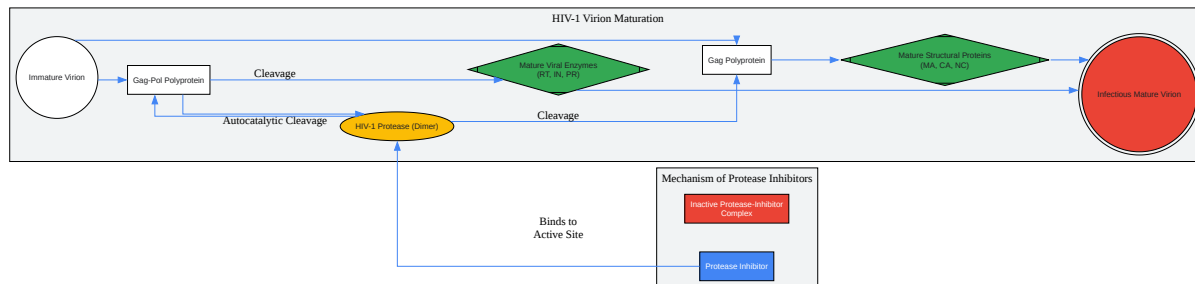 HIV-1 Virion Maturation
Immature Virion
Gag-Pol Polyprotein
Cleavage
Mature Viral Enzymes
(RT, IN, PR)
Gag Polyprotein
Mature Structural Proteins
(MA, CA, NC)
Infectious Mature Virion
Autocatalytic Cleavage
HIV-1 Protease (Dimer)
Cleavage
Mechanism of Protease Inhibitors
Inactive Protease-Inhibitor
Complex
Binds to
Active Site
Protease Inhibitor